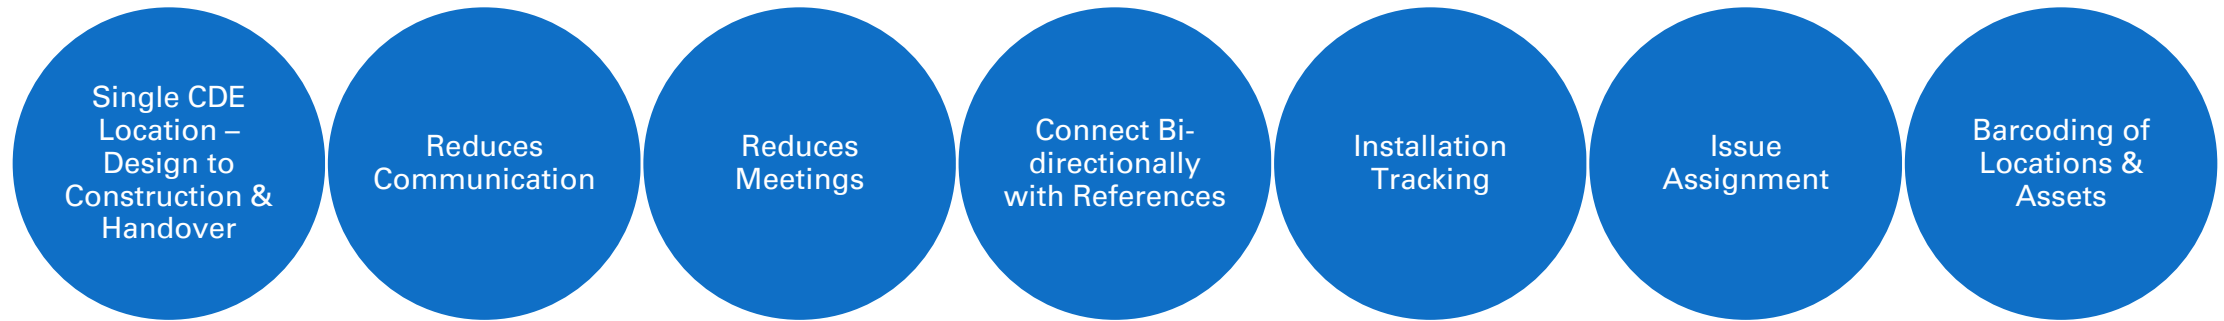 Single CDE
Location –
Design to
Construction &
Handover
Reduces
Communication
Reduces
Meetings
Connect Bi-
directionally
with References
Installation
Tracking
Issue
Assignment
Barcoding of
Locations &
Assets